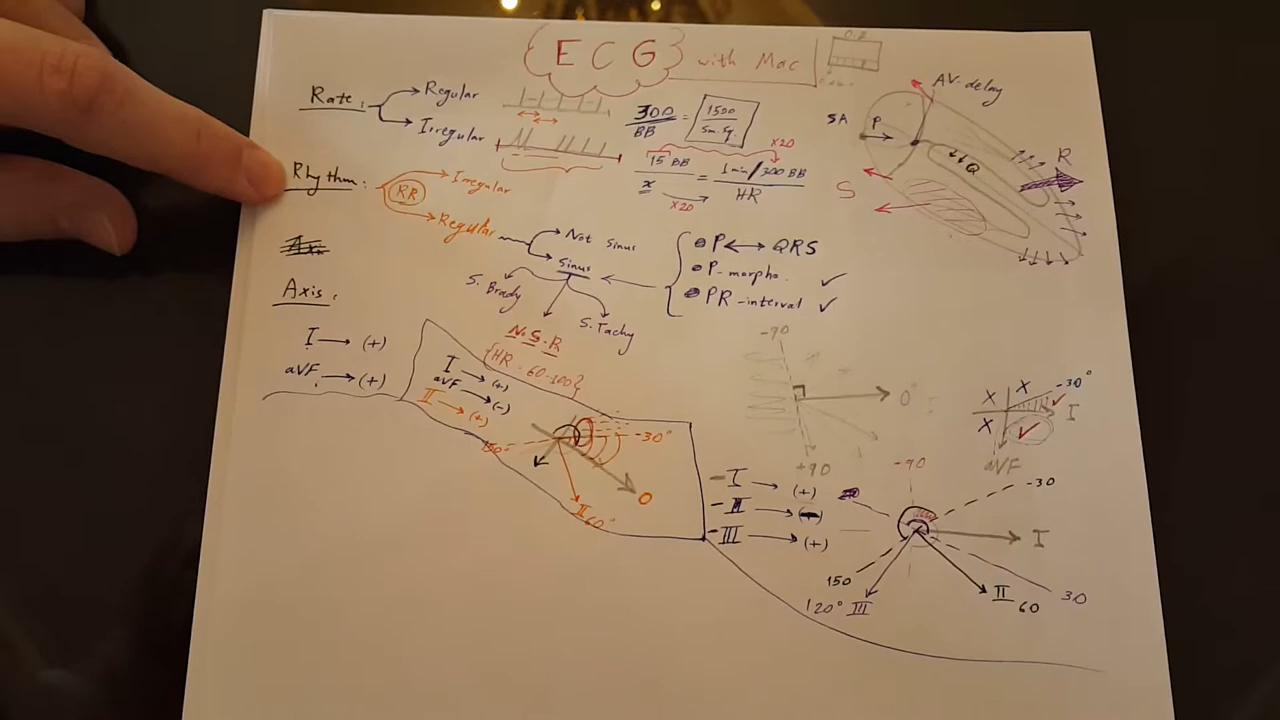 ECG with Mac
0.2
Rate: Regular
Irregular
300 / BB = 1500 / Sm. Sq.
x20
15 BB / x = 1 min/300 BB / HR
x20
SA P AV-delay
Q R
S
Rhythm: RR Irregular
Regular
Not Sinus
Sinus
P ↔ QRS
P-morpho. ✓
PR-interval ✓
S. Brady
S. Tachy
N.S.R
{HR = 60-100}
Axis:
I → (+)
aVF → (+)
I → (+)
aVF → (-)
II → (+)
150°
-30°
0
II 60°
-90
0° I
+90
X X -30°
X ✓ I
✓
aVF
- I → (+)
- II →
- III → (+)
-90
-30
I
30
II 60
150
120° III